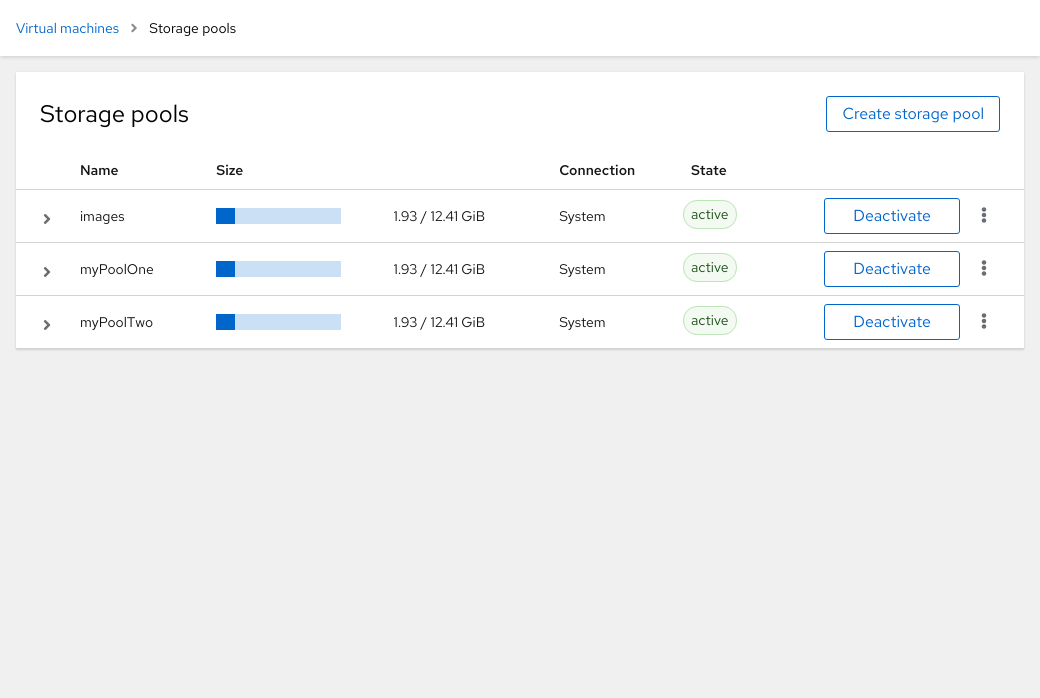 Virtual machines > Storage pools
Storage pools
Create storage pool
Name Size Connection State
images 1.93 / 12.41 GiB System active Deactivate
myPoolOne 1.93 / 12.41 GiB System active Deactivate
myPoolTwo 1.93 / 12.41 GiB System active Deactivate